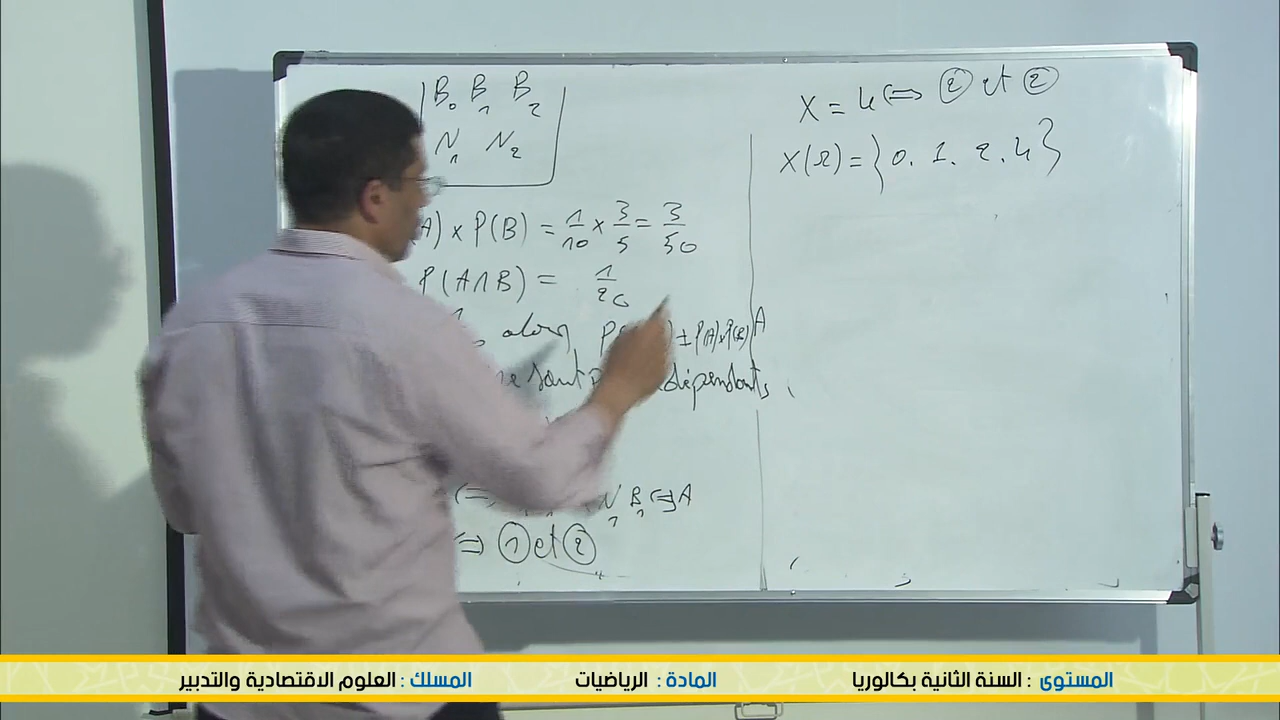 B₀ B₁ B₂
N₁ N₂
A) x P(B) = 1/10 x 3/5 = 3/50
P(A∩B) = 1/20
alors P( ) ≠ P(A)xP(B)
ne sont dépendants.
⇔ N₁ B₁ ⇔ A
⇔ ① et ②
X = 4 ⇔ ② et ②
X(Ω) = {0. 1. 2. 4}
المستوى : السنة الثانية بكالوريا
المادة : الرياضيات
المسلك : العلوم الاقتصادية والتدبير